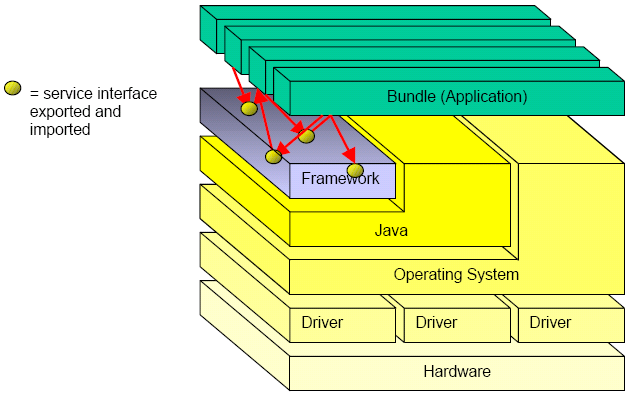 = service interface
exported and
imported
Bundle (Application)
Framework
Java
Operating System
Driver
Driver
Driver
Hardware